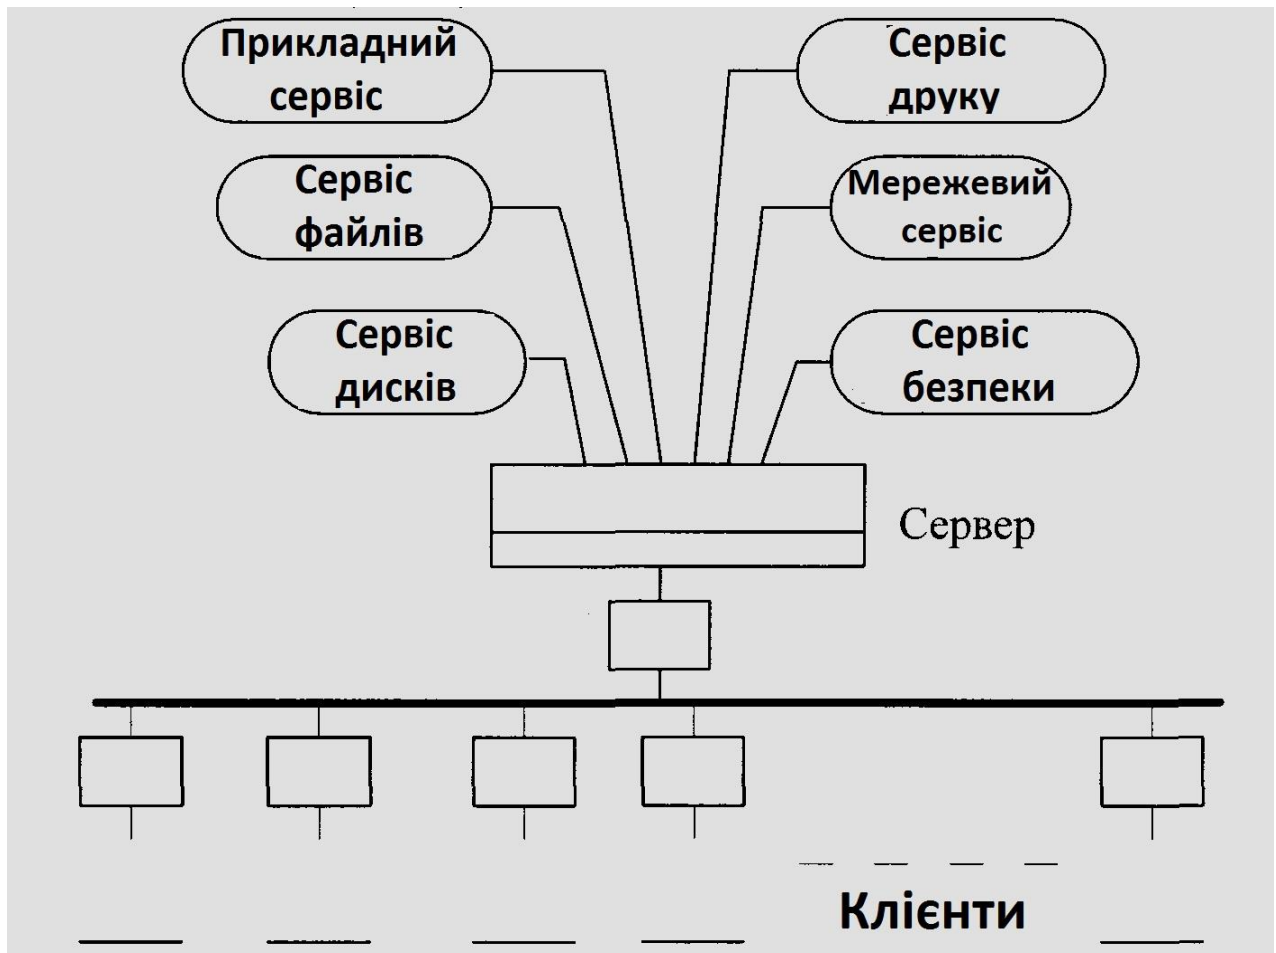 Прикладний
сервіс
Сервіс
друку
Сервіс
файлів
Мережевий
сервіс
Сервіс
дисків
Сервіс
безпеки
Сервер
Клієнти